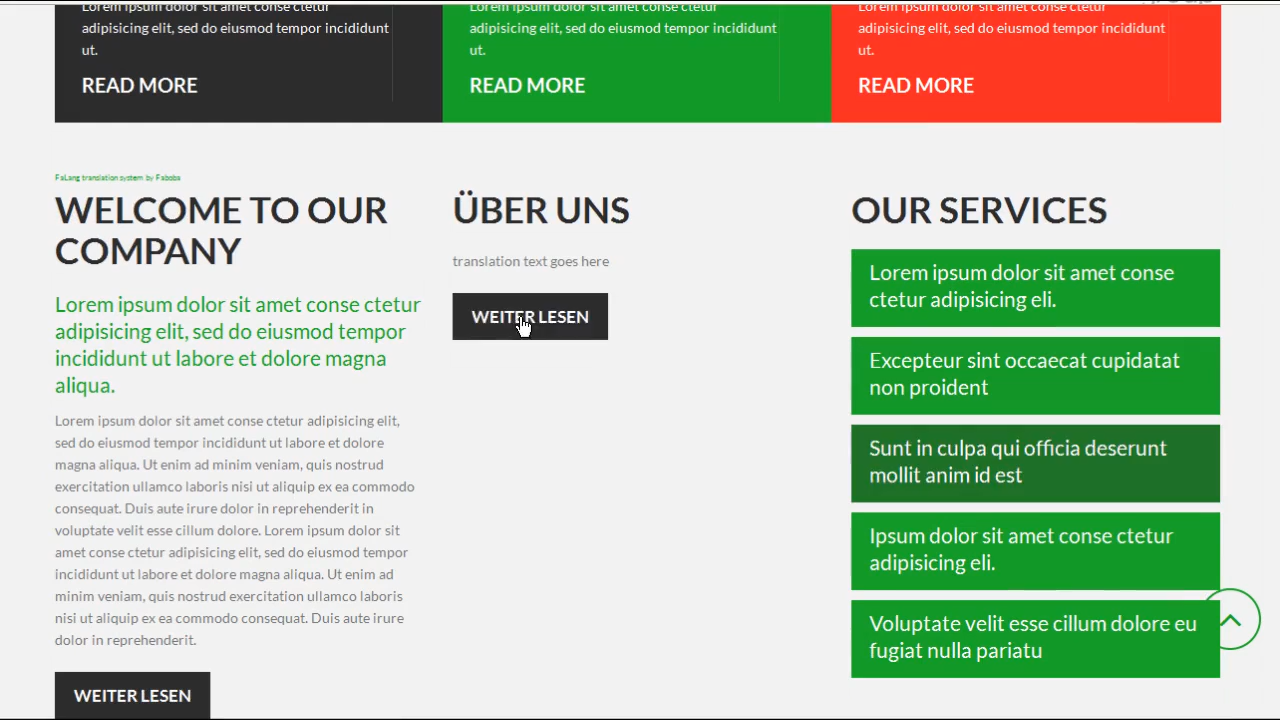 Lorem ipsum dolor sit amet conse ctetur
adipisicing elit, sed do eiusmod tempor incididunt
ut.
READ MORE
Lorem ipsum dolor sit amet conse ctetur
adipisicing elit, sed do eiusmod tempor incididunt
ut.
READ MORE
Lorem ipsum dolor sit amet conse ctetur
adipisicing elit, sed do eiusmod tempor incididunt
ut.
READ MORE
FaLang translation system by Faboba
WELCOME TO OUR
COMPANY
Lorem ipsum dolor sit amet conse ctetur
adipisicing elit, sed do eiusmod tempor
incididunt ut labore et dolore magna
aliqua.
Lorem ipsum dolor sit amet conse ctetur adipisicing elit,
sed do eiusmod tempor incididunt ut labore et dolore
magna aliqua. Ut enim ad minim veniam, quis nostrud
exercitation ullamco laboris nisi ut aliquip ex ea commodo
consequat. Duis aute irure dolor in reprehenderit in
voluptate velit esse cillum dolore. Lorem ipsum dolor sit
amet conse ctetur adipisicing elit, sed do eiusmod tempor
incididunt ut labore et dolore magna aliqua. Ut enim ad
minim veniam, quis nostrud exercitation ullamco laboris
nisi ut aliquip ex ea commodo consequat. Duis aute irure
dolor in reprehenderit.
WEITER LESEN
ÜBER UNS
translation text goes here
WEITER LESEN
OUR SERVICES
Lorem ipsum dolor sit amet conse
ctetur adipisicing eli.
Excepteur sint occaecat cupidatat
non proident
Sunt in culpa qui officia deserunt
mollit anim id est
Ipsum dolor sit amet conse ctetur
adipisicing eli.
Voluptate velit esse cillum dolore eu
fugiat nulla pariatu